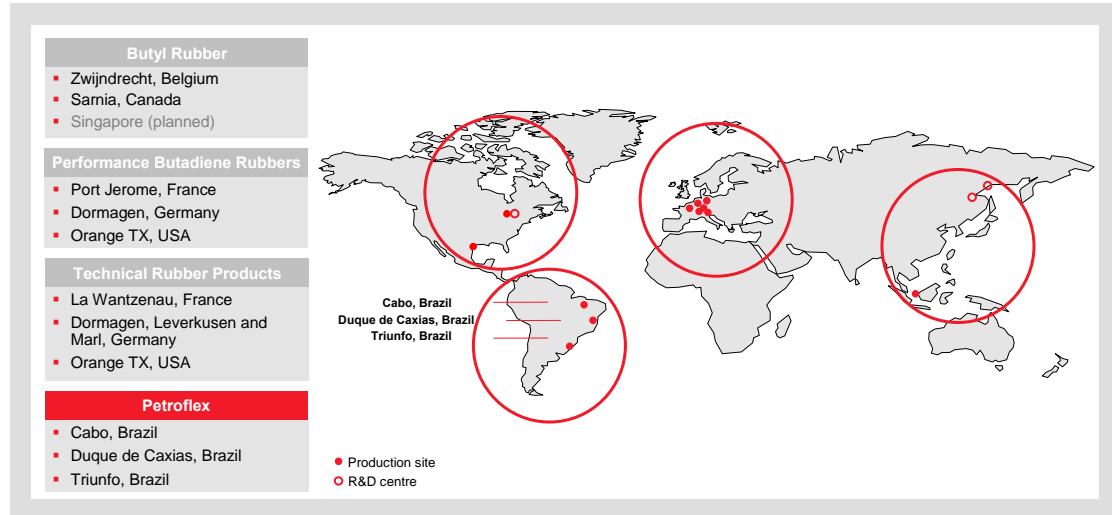 Butyl Rubber
Zwijndrecht, Belgium
Sarnia, Canada
Singapore (planned)
Performance Butadiene Rubbers
Port Jerome, France
Dormagen, Germany
Orange TX, USA
Technical Rubber Products
La Wantzenau, France
Dormagen, Leverkusen and
Marl, Germany
Orange TX, USA
Petroflex
Cabo, Brazil
Duque de Caxias, Brazil
Triunfo, Brazil
Cabo, Brazil
Duque de Caxias, Brazil
Triunfo, Brazil
Production site
R&D centre